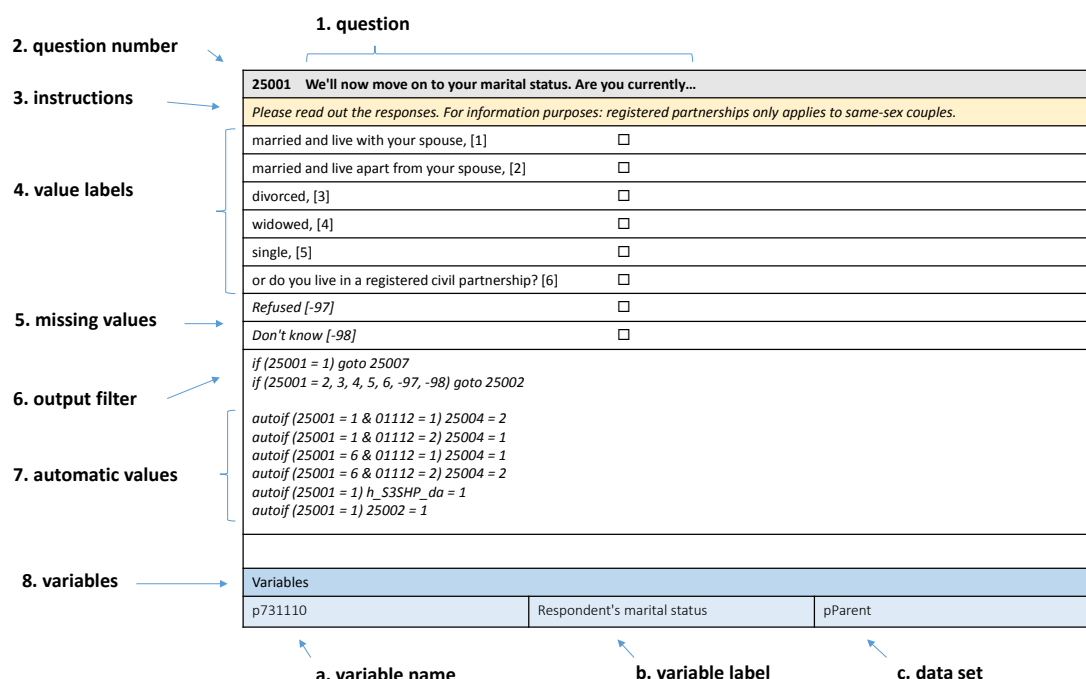 1. question
2. question number
25001 We'll now move on to your marital status. Are you currently…
3. instructions
Please read out the responses. For information purposes: registered partnerships only applies to same-sex couples.
married and live with your spouse, [1] ☐
married and live apart from your spouse, [2] ☐
4. value labels
divorced, [3] ☐
widowed, [4] ☐
single, [5] ☐
or do you live in a registered civil partnership? [6] ☐
5. missing values
Refused [-97] ☐
Don't know [-98] ☐
6. output filter
if (25001 = 1) goto 25007
if (25001 = 2, 3, 4, 5, 6, -97, -98) goto 25002
7. automatic values
autoif (25001 = 1 & 01112 = 1) 25004 = 2
autoif (25001 = 1 & 01112 = 2) 25004 = 1
autoif (25001 = 6 & 01112 = 1) 25004 = 1
autoif (25001 = 6 & 01112 = 2) 25004 = 2
autoif (25001 = 1) h_S3SHP_da = 1
autoif (25001 = 1) 25002 = 1
8. variables
Variables
p731110 Respondent's marital status pParent
a. variable name b. variable label c. data set